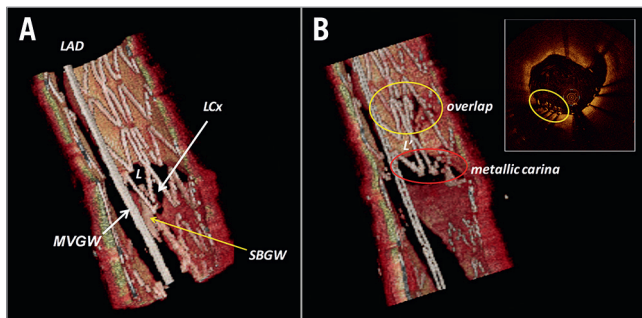 A
LAD
LCx
L
MVGW
SBGW
B
overlap
L'
metallic carina